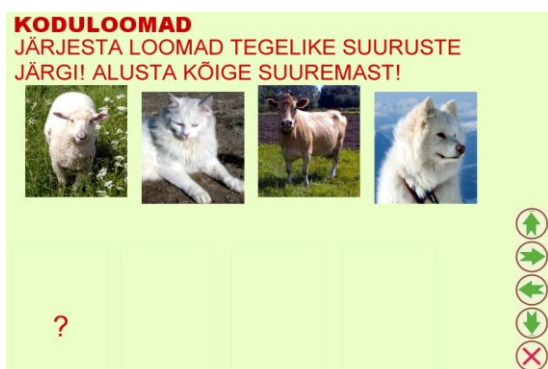 KODULOOMAD
JÄRJESTA LOOMAD TEGELIKE SUURUSTE
JÄRGI! ALUSTA KÕIGE SUUREMAST!
?